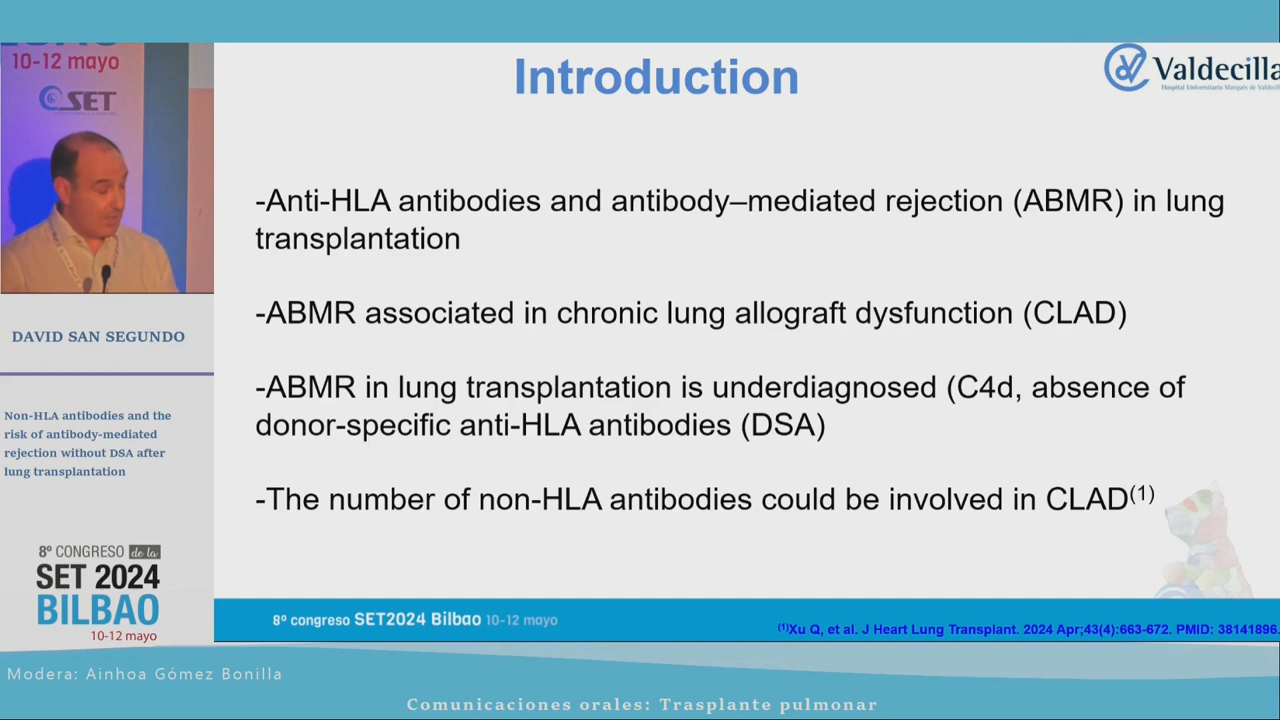 10-12 mayo
SET
DAVID SAN SEGUNDO
Non-HLA antibodies and the
risk of antibody-mediated
rejection without DSA after
lung transplantation
8º CONGRESO de la
SET 2024
BILBAO
10-12 mayo
Introduction
Valdecilla
Hospital Universitario Marqués de Valdecilla
-Anti-HLA antibodies and antibody–mediated rejection (ABMR) in lung
transplantation
-ABMR associated in chronic lung allograft dysfunction (CLAD)
-ABMR in lung transplantation is underdiagnosed (C4d, absence of
donor-specific anti-HLA antibodies (DSA)
-The number of non-HLA antibodies could be involved in CLAD(1)
8º congreso SET2024 Bilbao 10-12 mayo
(1)Xu Q, et al. J Heart Lung Transplant. 2024 Apr;43(4):663-672. PMID: 38141896.
Modera: Ainhoa Gómez Bonilla
Comunicaciones orales: Trasplante pulmonar